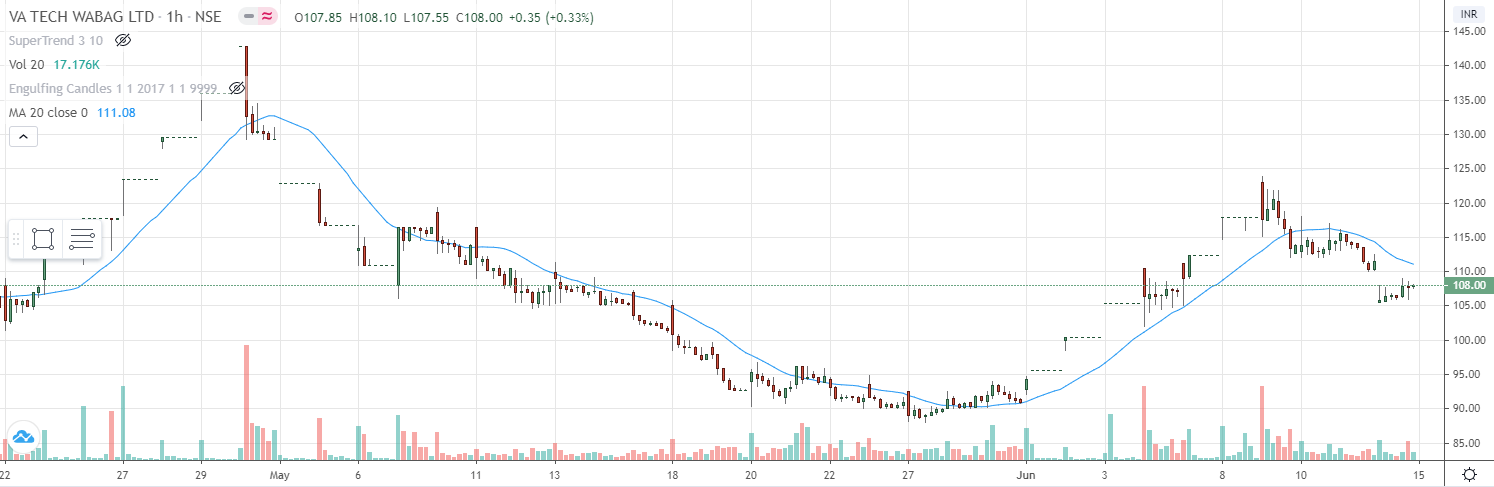 VA TECH WABAG LTD · 1h · NSE O107.85 H108.10 L107.55 C108.00 +0.35 (+0.33%)
SuperTrend 3 10
Vol 20 17.176K
Engulfing Candles 1 1 2017 1 1 9999
MA 20 close 0 111.08
INR
145.00
140.00
135.00
130.00
125.00
120.00
115.00
110.00
108.00
105.00
100.00
95.00
90.00
85.00
22 27 29 May 6 11 13 18 20 22 27 Jun 3 8 10 15